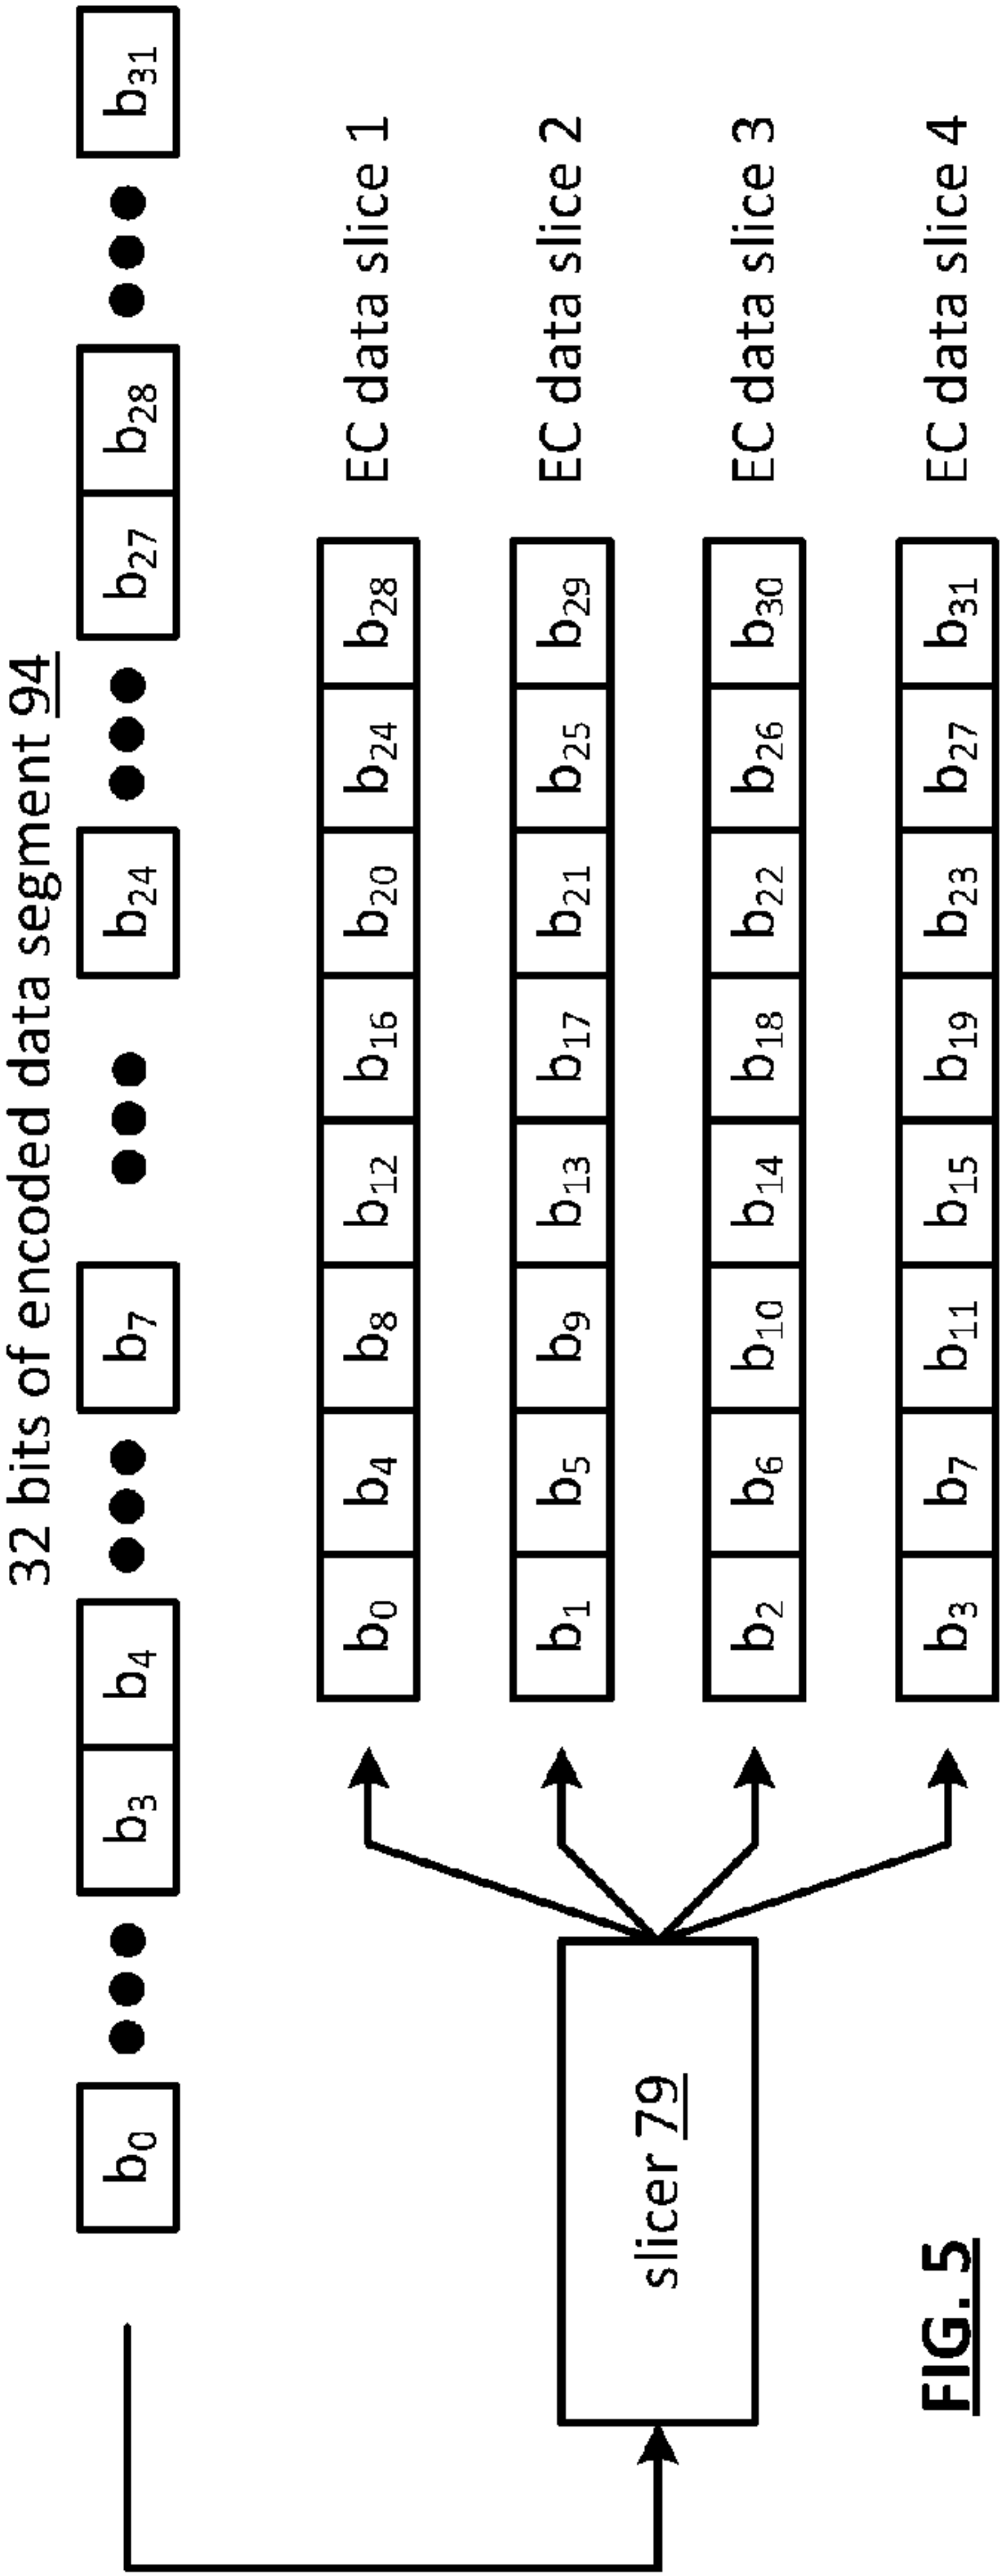 32 bits of encoded data segment 94
b0 b3 b4 b7 b24 b27 b28 b31
b0 b4 b8 b12 b16 b20 b24 b28 EC data slice 1
b1 b5 b9 b13 b17 b21 b25 b29 EC data slice 2
slicer 79
b2 b6 b10 b14 b18 b22 b26 b30 EC data slice 3
b3 b7 b11 b15 b19 b23 b27 b31 EC data slice 4
FIG. 5